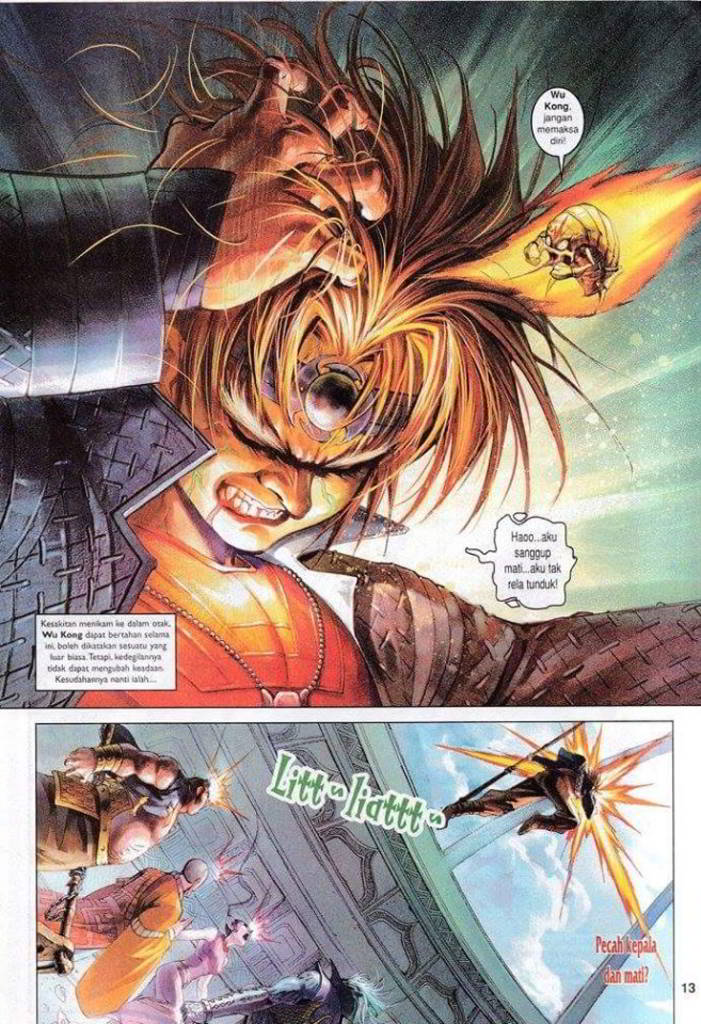 Wu
Kong,
jangan
memaksa
diri!
Haoo...aku
sanggup
mati...aku tak
rela tunduk!
Kesakitan menikam ke dalam otak,
Wu Kong dapat bertahan selama
ini, boleh dikatakan sesuatu yang
luar biasa. Tetapi, kedegilannya
tidak dapat mengubah keadaan.
Kesudahannya nanti ialah....
Littuliatttu
Pecah kepala
dan mati?
13